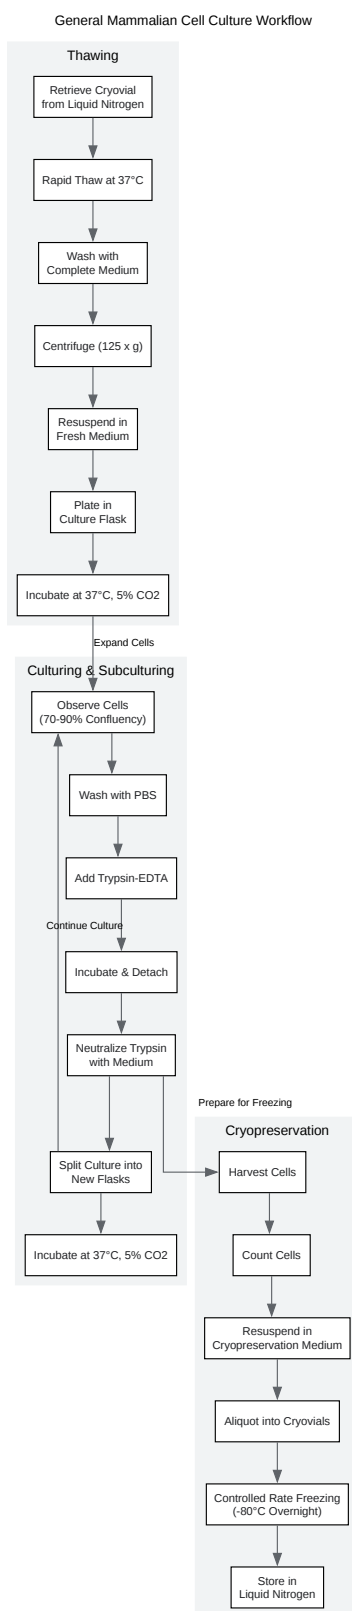 General Mammalian Cell Culture Workflow
Thawing
Retrieve Cryovial
from Liquid Nitrogen
Rapid Thaw at 37°C
Wash with
Complete Medium
Centrifuge (125 x g)
Resuspend in
Fresh Medium
Plate in
Culture Flask
Incubate at 37°C, 5% CO2
Expand Cells
Culturing & Subculturing
Observe Cells
(70-90% Confluency)
Wash with PBS
Add Trypsin-EDTA
Continue Culture
Incubate & Detach
Neutralize Trypsin
with Medium
Split Culture into
New Flasks
Incubate at 37°C, 5% CO2
Prepare for Freezing
Cryopreservation
Harvest Cells
Count Cells
Resuspend in
Cryopreservation Medium
Aliquot into Cryovials
Controlled Rate Freezing
(-80°C Overnight)
Store in
Liquid Nitrogen